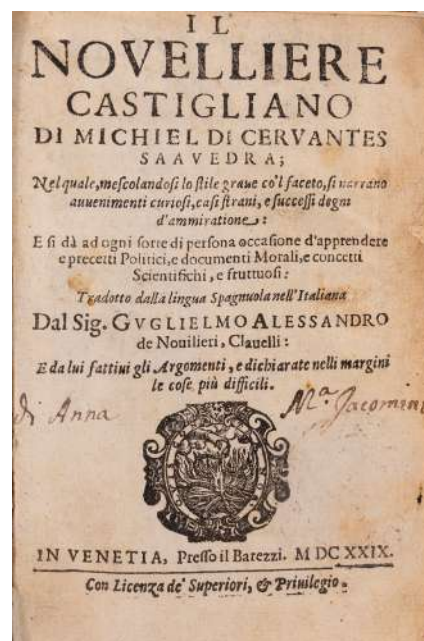 IL
NOVELLIERE
CASTIGLIANO
DI MICHIEL DI CERVANTES
SAAVEDRA;
Nel quale, mescolandosi lo stile graue co'l faceto, si narrano
auuenimenti curiosi, casi strani, e successi degni
d'ammiratione:
E si dà ad ogni sorte di persona occasione d'apprendere
e precetti Politici, e documenti Morali, e concetti
Scientifichi, e fruttuosi:
Tradotto dalla lingua Spagnuola nell'Italiana
Dal Sig. GVGLIELMO ALESSANDRO
de Nouilieri, Clauelli:
E da lui fattiui gli Argomenti, e dichiarate nelli margini
le cose più difficili.
di Anna Mª. Jacomini
IN VENETIA, Presso il Barezzi. M DC XXIX.
Con Licenza de' Superiori, & Priuilegio.